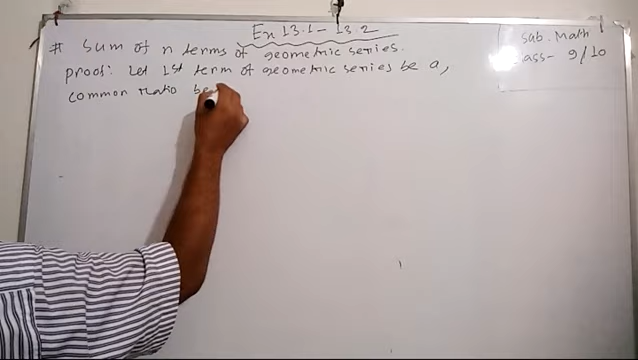 Ex 13.1 - 13.2
Sub. Math
Class- 9/10
# Sum of n terms of geometric series.
Proof: Let 1st term of geometric series be a,
common ratio be